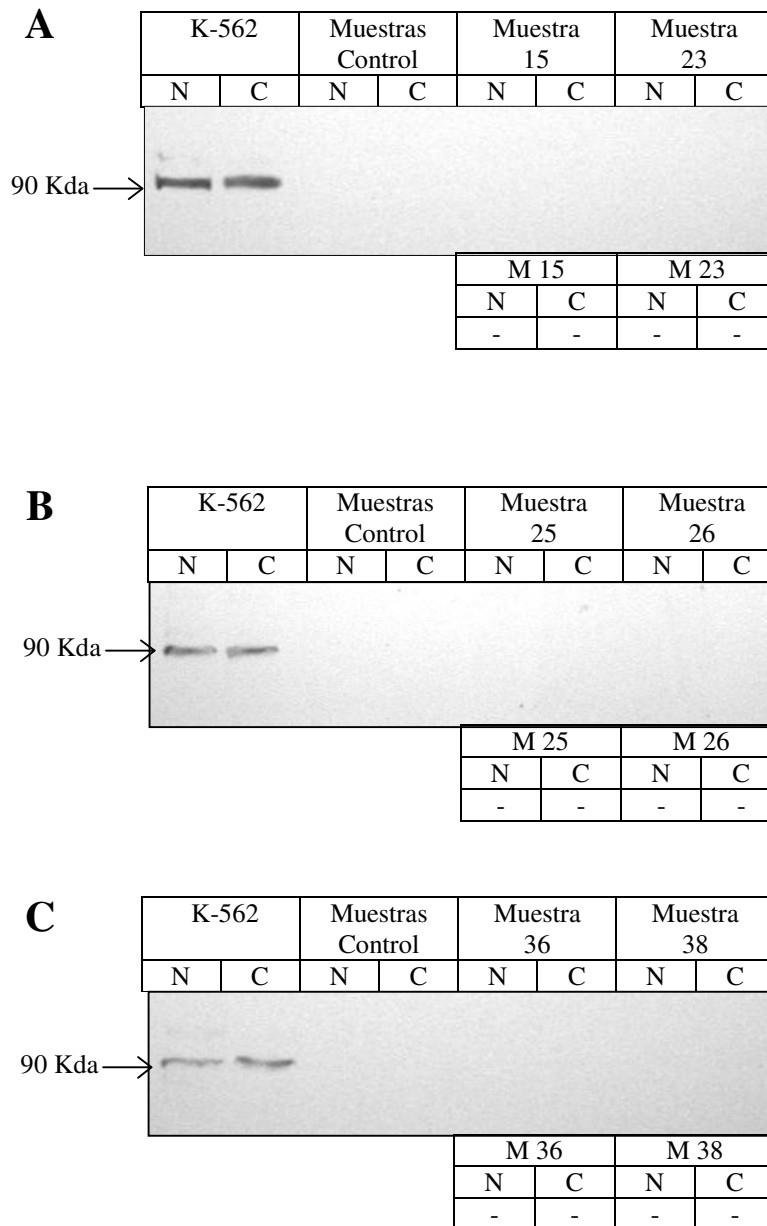 A
K-562 Muestras Control Muestra 15 Muestra 23
N C N C N C N C
90 Kda
M 15 M 23
N C N C
- - - -
B
K-562 Muestras Control Muestra 25 Muestra 26
N C N C N C N C
90 Kda
M 25 M 26
N C N C
- - - -
C
K-562 Muestras Control Muestra 36 Muestra 38
N C N C N C N C
90 Kda
M 36 M 38
N C N C
- - - -